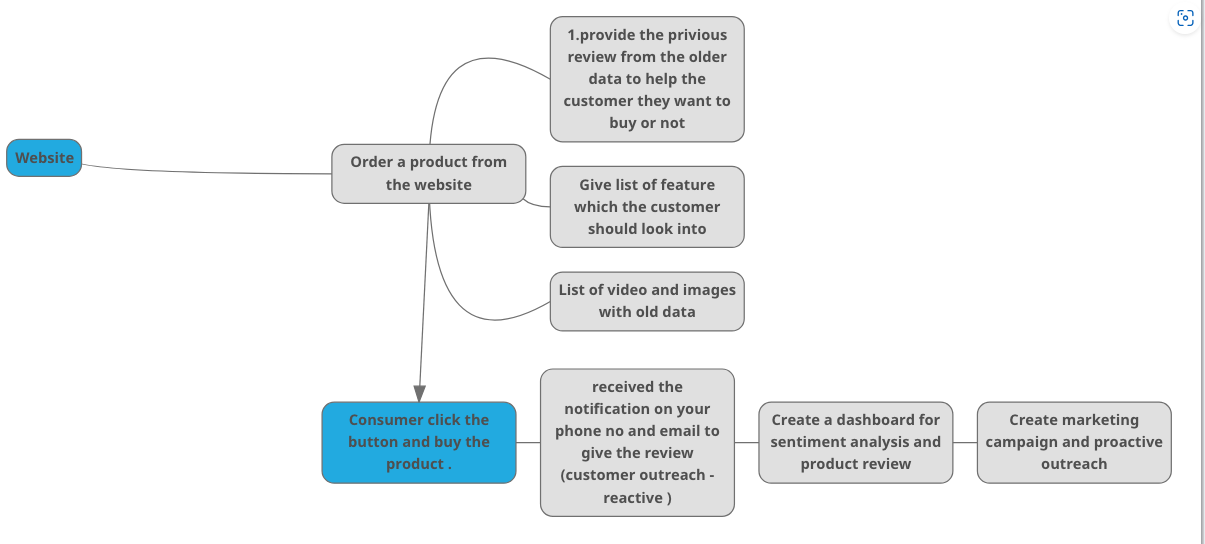 Website
Order a product from
the website
1.provide the privious
review from the older
data to help the
customer they want to
buy or not
Give list of feature
which the customer
should look into
List of video and images
with old data
Consumer click the
button and buy the
product .
received the
notification on your
phone no and email to
give the review
(customer outreach -
reactive )
Create a dashboard for
sentiment analysis and
product review
Create marketing
campaign and proactive
outreach